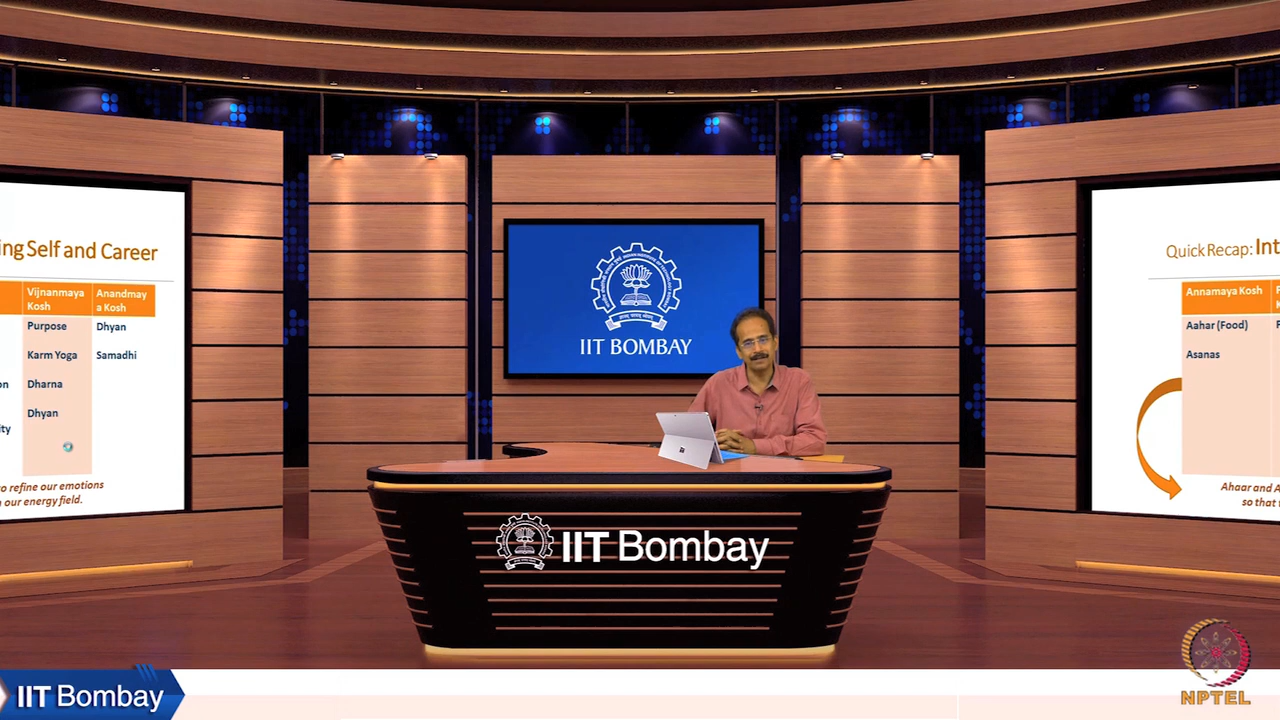 ing Self and Career
Vijnanmaya
Kosh
Anandmay
a Kosh
Purpose
Dhyan
Karm Yoga
Samadhi
on
Dharna
Dhyan
ity
o refine our emotions
our energy field.
IIT BOMBAY
Quick Recap: Int
Annamaya Kosh
Aahar (Food)
Asanas
Ahaar and A
so that
IIT Bombay
IIT Bombay
NPTEL